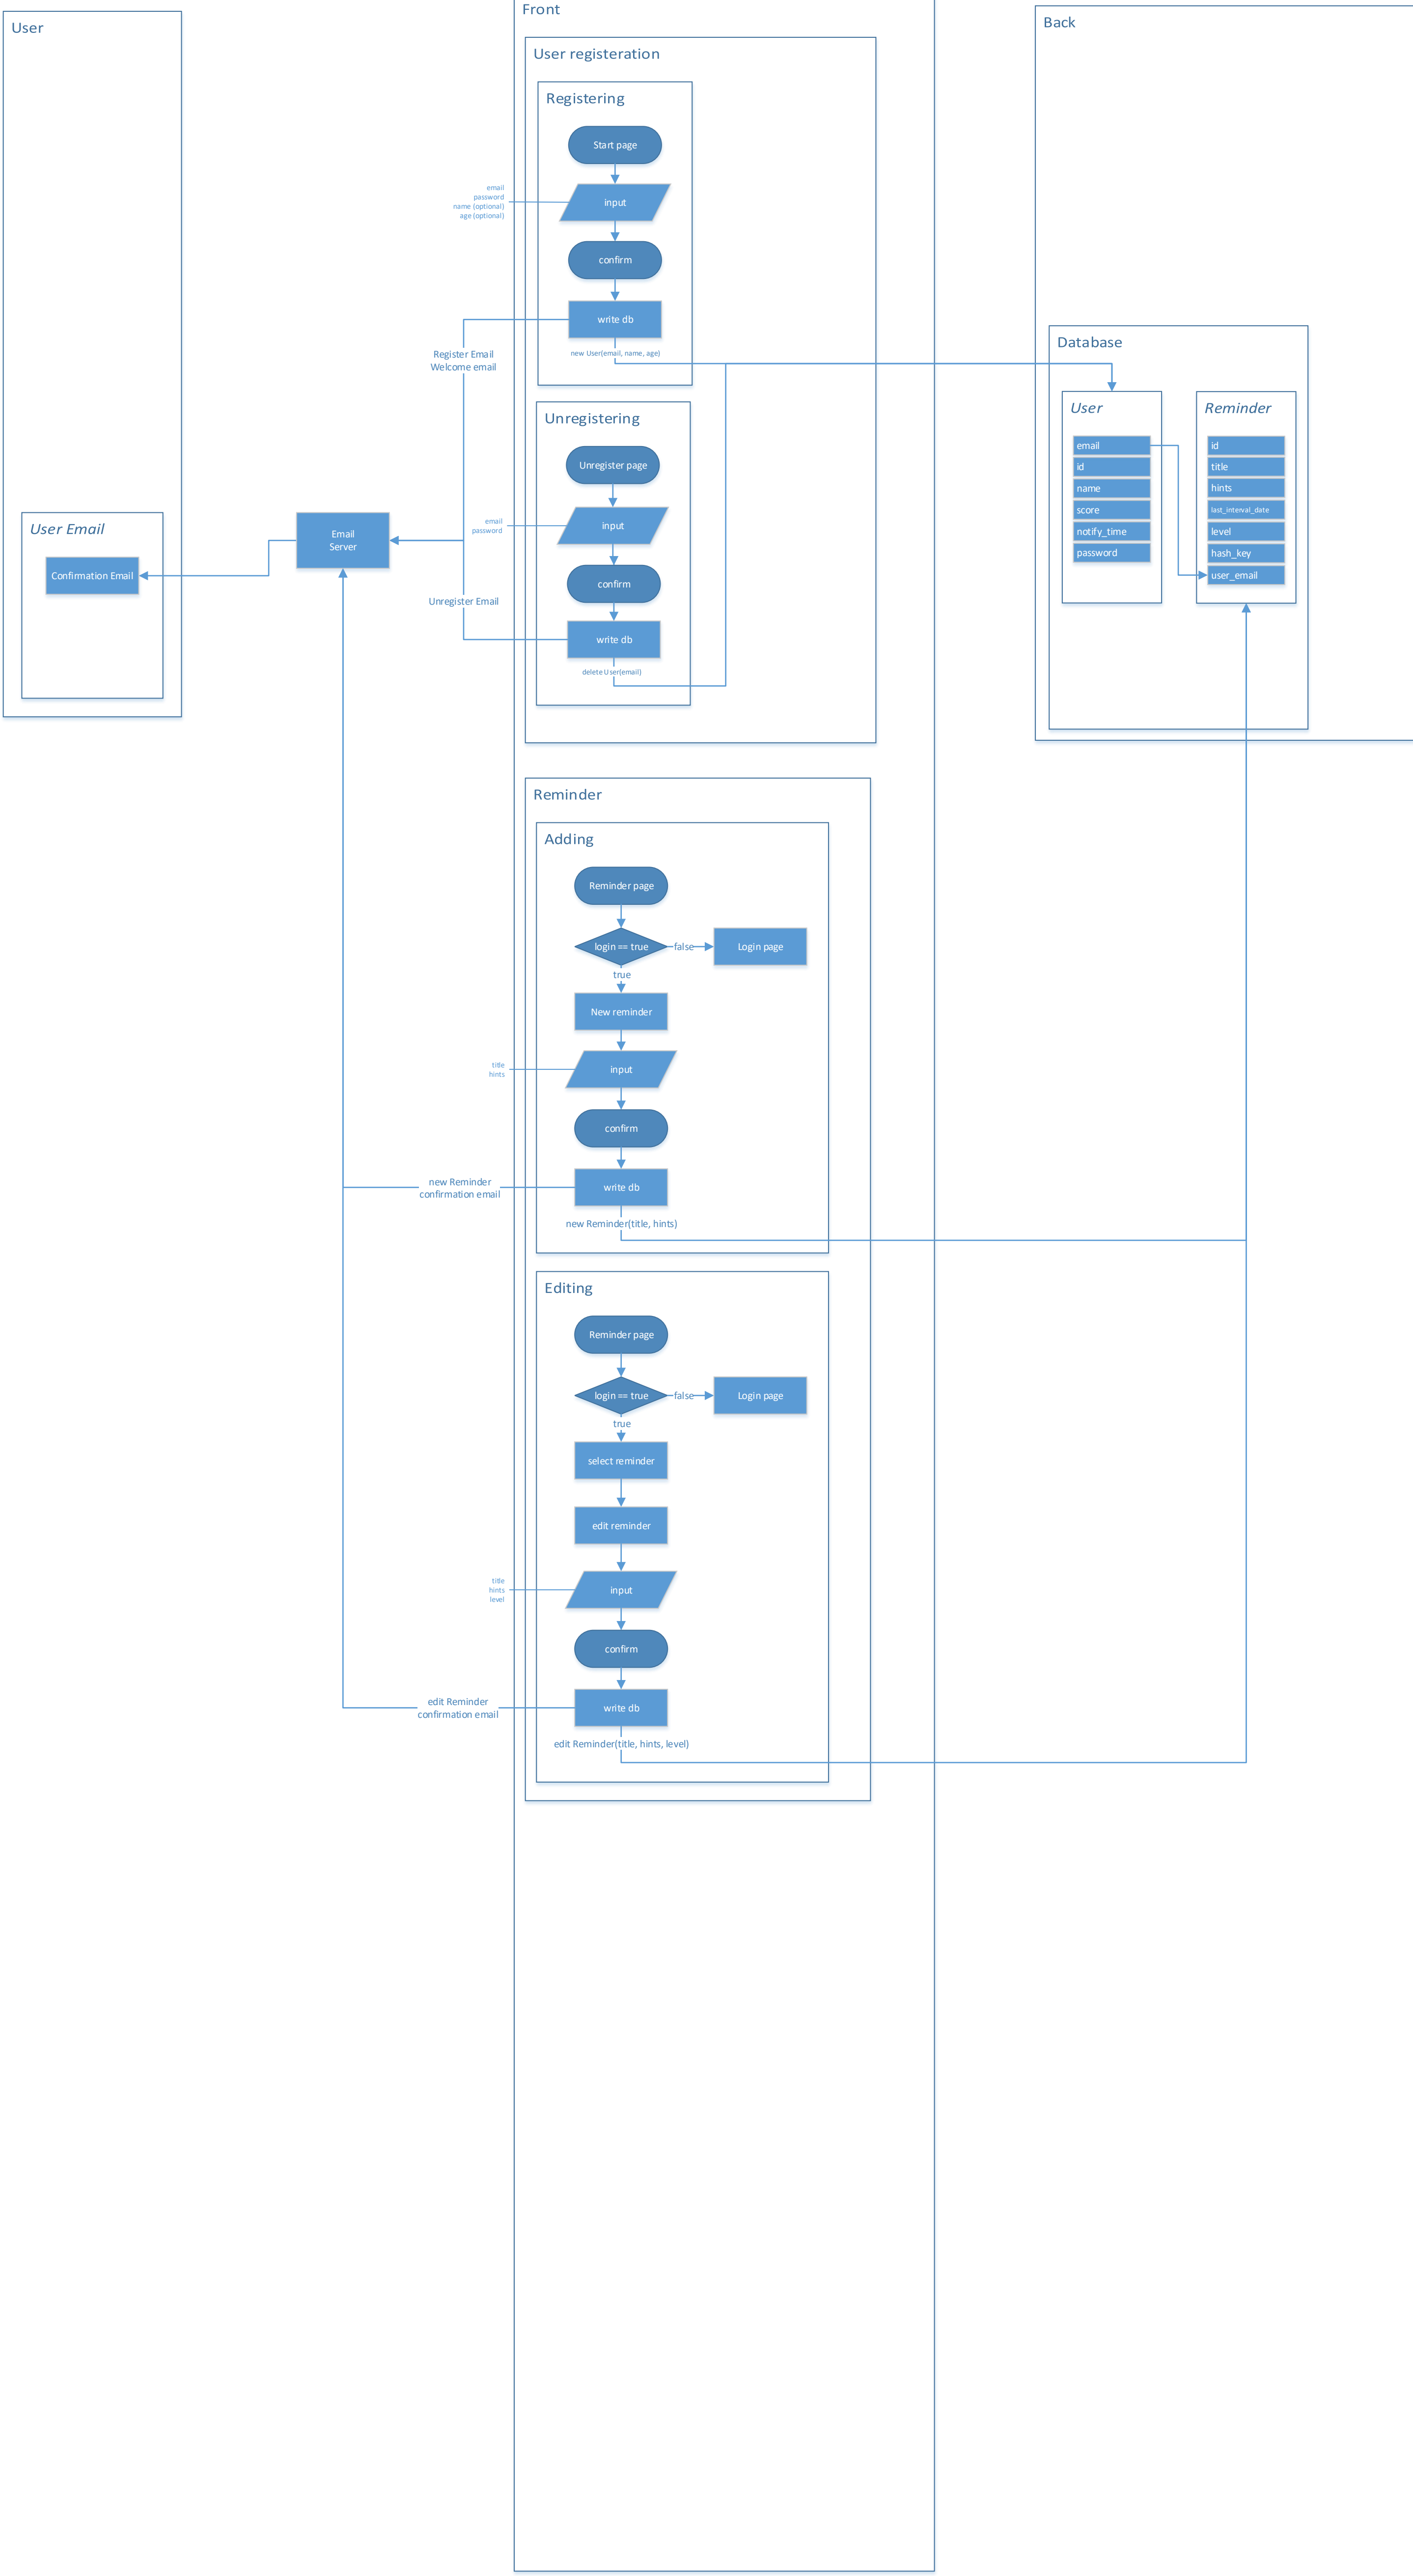 User
User Email
Confirmation Email
Email
Server
Register Email
Welcome email
Unregister Email
new Reminder
confirmation email
edit Reminder
confirmation email
Front
User registeration
Registering
Start page
email
password
name (optional)
age (optional)
input
confirm
write db
new User(email, name, age)
Unregistering
Unregister page
email
password
input
confirm
write db
delete User(email)
Reminder
Adding
Reminder page
login == true
false
Login page
true
New reminder
title
hints
input
confirm
write db
new Reminder(title, hints)
Editing
Reminder page
login == true
false
Login page
true
select reminder
edit reminder
title
hints
level
input
confirm
write db
edit Reminder(title, hints, level)
Back
Database
User
email
id
name
score
notify_time
password
Reminder
id
title
hints
last_interval_date
level
hash_key
user_email